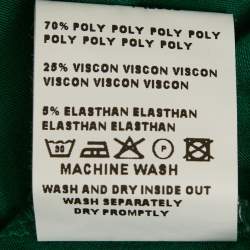 70% POLY POLY POLY POLY
POLY POLY POLY POLY
25% VISCON VISCON
VISCON VISCON VISCON
5% ELASTHAN ELASTHAN
ELASTHAN ELASTHAN
30 P
MACHINE WASH
WASH AND DRY INSIDE OUT
WASH SEPARATELY
DRY PROMPTLY